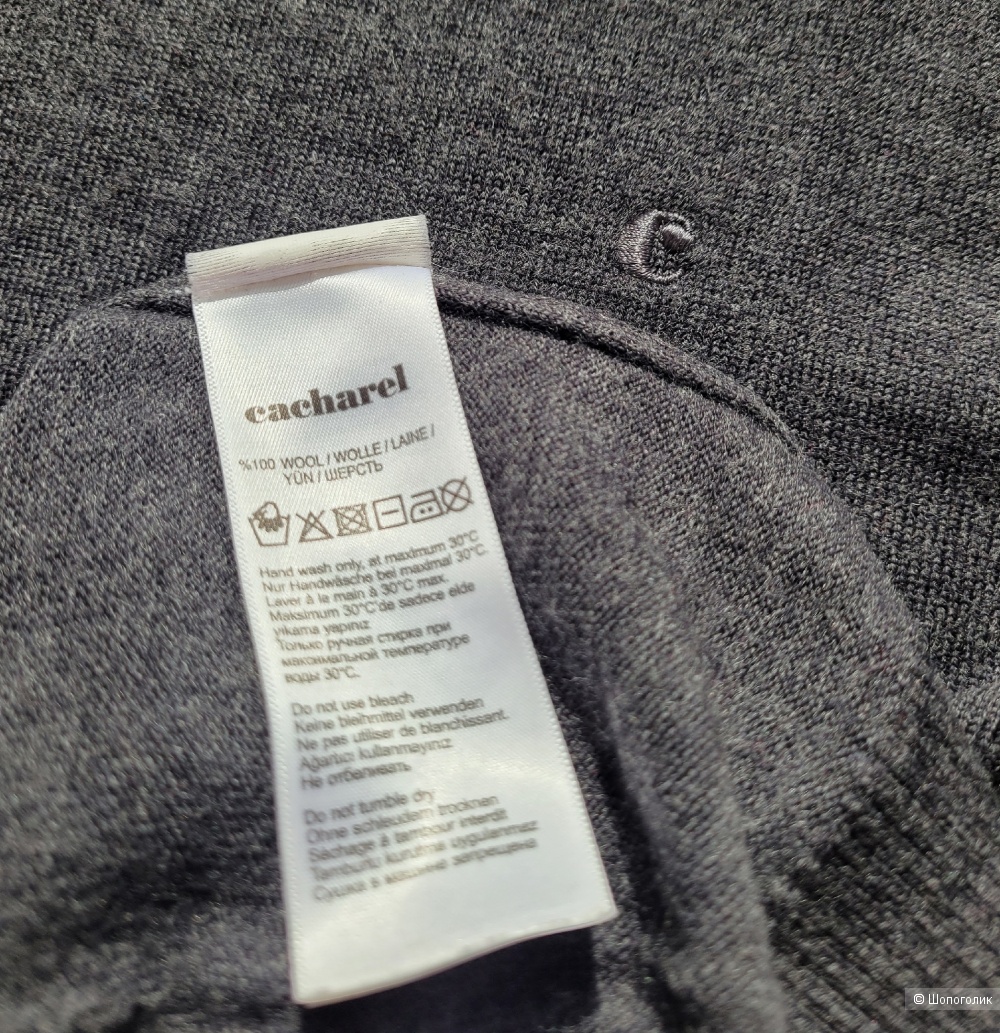 C
cacharel
%100 WOOL / WOLLE / LAINE /
YÜN / ШЕРСТЬ
Hand wash only, at maximum 30°C
Nur Handwäsche bei maximal 30°C
Laver à le main à 30°C max.
Maksimum 30°C'de sadece elde
yıkama yapınız
Только ручная стирка при
максимальной температуре
воды 30°C.
Do not use bleach
Keine bleihmittel verwenden
Ne pas utiliser de blanchissant.
Ağartıcı kullanmayınız
Не отбеливать
Do not tumble dry
Ohne schleudern trocknen
Séchage à tambour interdit
Tamburlu kurutma uygulanmaz
Сушка в машине запрещена
© Шопоголик